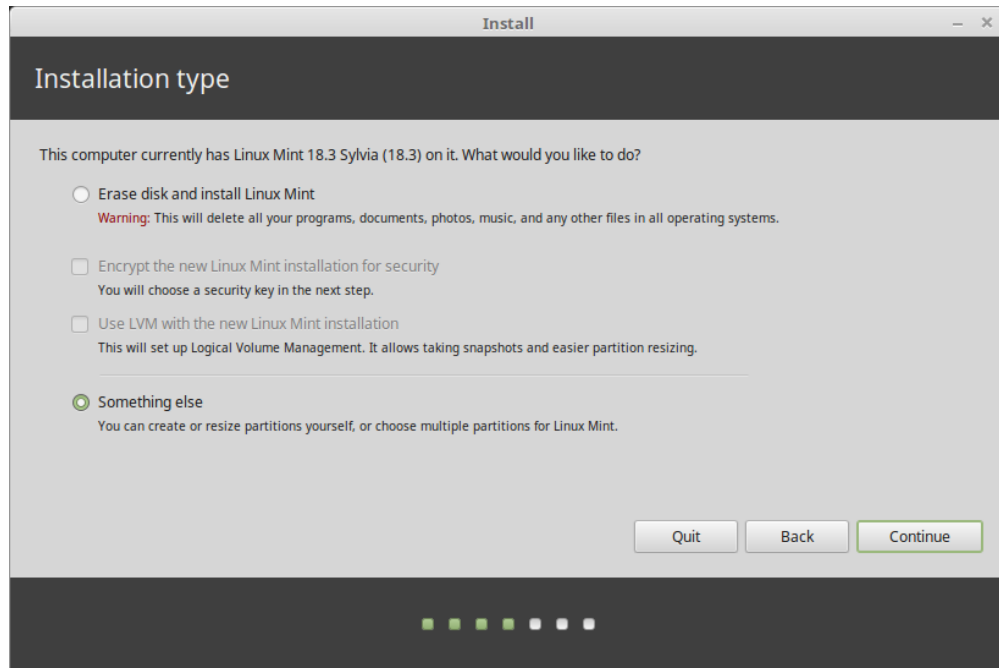 Install
Installation type
This computer currently has Linux Mint 18.3 Sylvia (18.3) on it. What would you like to do?
Erase disk and install Linux Mint
Warning: This will delete all your programs, documents, photos, music, and any other files in all operating systems.
Encrypt the new Linux Mint installation for security
You will choose a security key in the next step.
Use LVM with the new Linux Mint installation
This will set up Logical Volume Management. It allows taking snapshots and easier partition resizing.
Something else
You can create or resize partitions yourself, or choose multiple partitions for Linux Mint.
Quit Back Continue